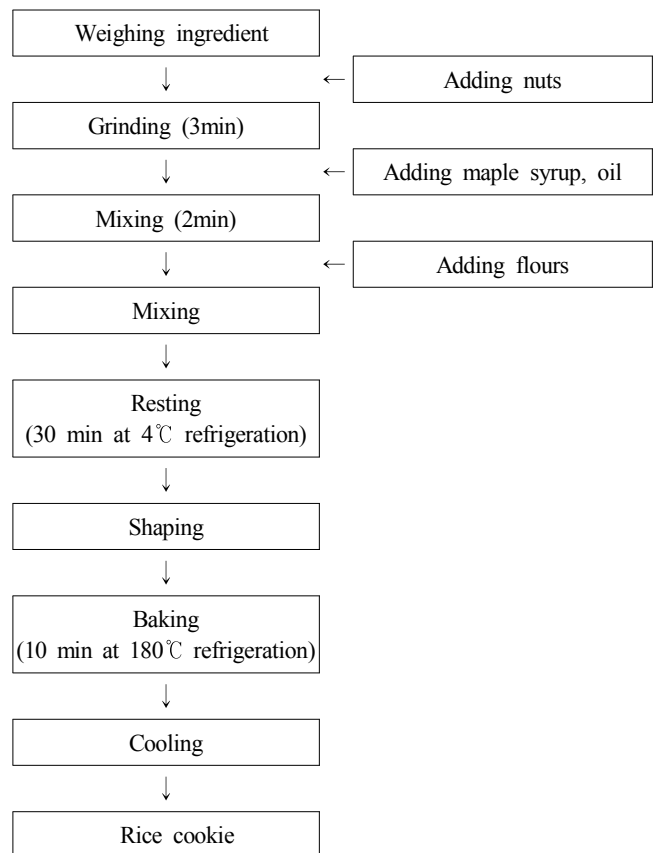 Weighing ingredient
Adding nuts
Grinding (3min)
Adding maple syrup, oil
Mixing (2min)
Adding flours
Mixing
Resting
(30 min at 4℃ refrigeration)
Shaping
Baking
(10 min at 180℃ refrigeration)
Cooling
Rice cookie